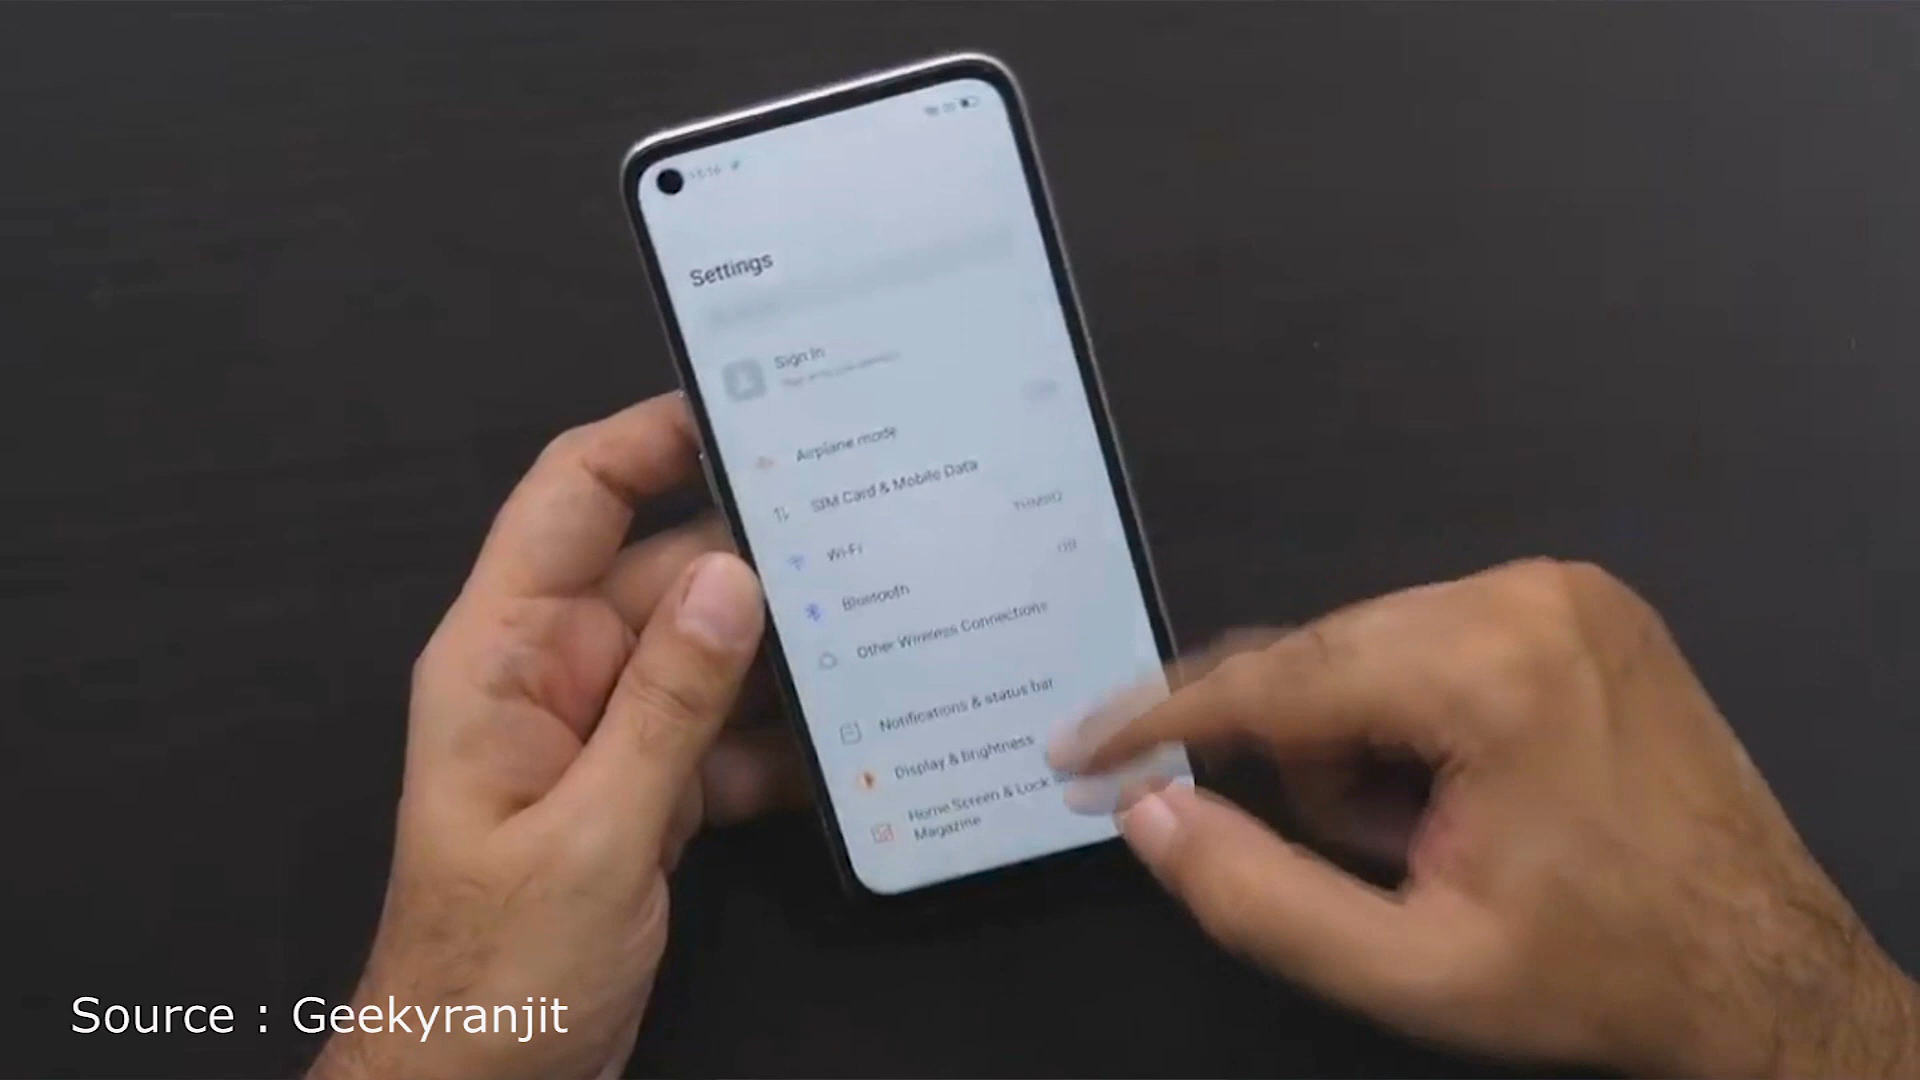 Settings
Sign In
Airplane mode
SIM Card & Mobile Data
Wi-Fi
Bluetooth
Other Wireless Connections
Notifications & status bar
Display & brightness
Home Screen & Lock
Magazine
Source : Geekyranjit